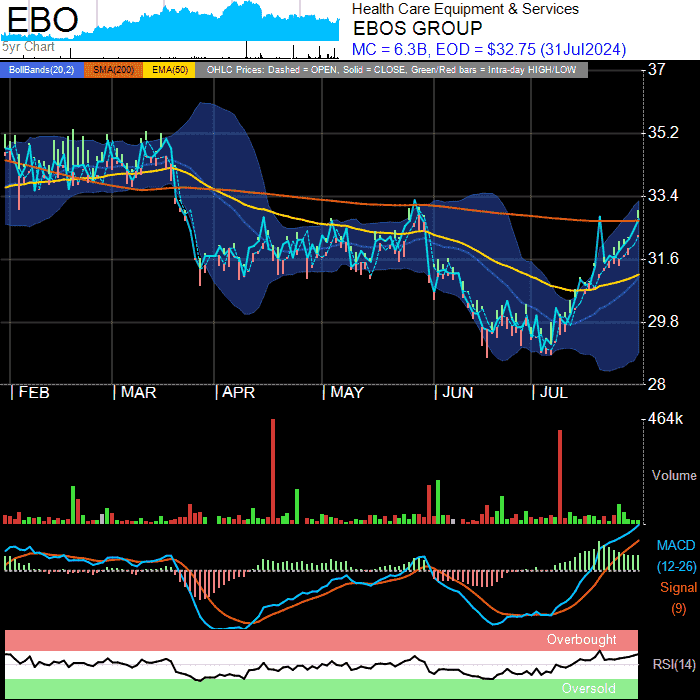 EBO
5yr Chart
Health Care Equipment & Services
EBOS GROUP
MC = 6.3B, EOD = $32.75 (31Jul2024)
BollBands(20,2) SMA(200) EMA(50) OHLC Prices: Dashed = OPEN, Solid = CLOSE, Green/Red bars = Intra-day HIGH/LOW
37
35.2
33.4
31.6
29.8
28
FEB MAR APR MAY JUN JUL
464k
Volume
MACD
(12-26)
Signal
(9)
Overbought
RSI(14)
Oversold